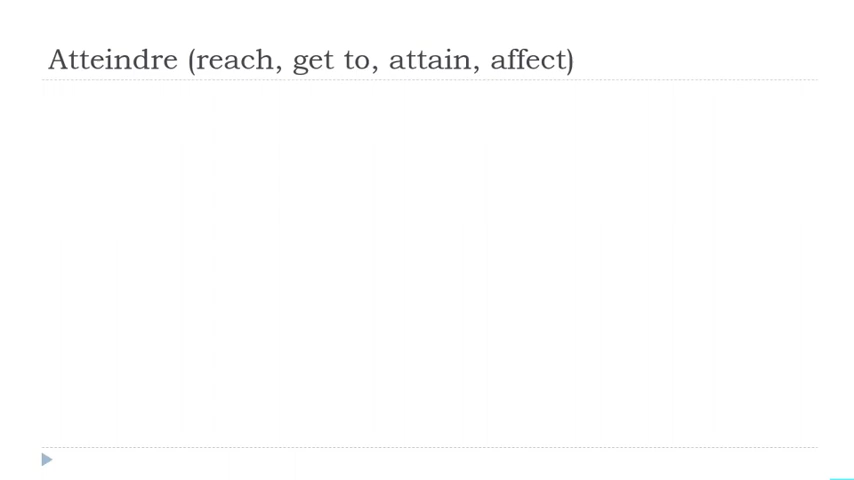 Atteindre (reach, get to, attain, affect)